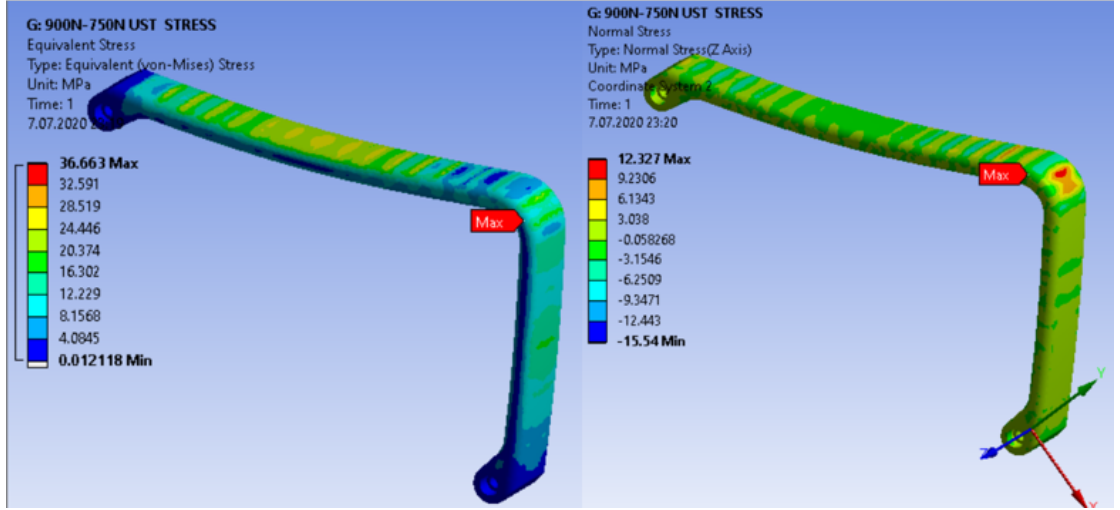 G: 900N-750N UST STRESS
Equivalent Stress
Type: Equivalent (von-Mises) Stress
Unit: MPa
Time: 1
7.07.2020
36.663 Max
32.591
28.519
24.446
20.374
16.302
12.229
8.1568
4.0845
0.012118 Min
Max
G: 900N-750N UST STRESS
Normal Stress
Type: Normal Stress(Z Axis)
Unit: MPa
Coordinate System 2
Time: 1
7.07.2020 23:20
12.327 Max
9.2306
6.1343
3.038
-0.058268
-3.1546
-6.2509
-9.3471
-12.443
-15.54 Min
Max
Y
Z
X